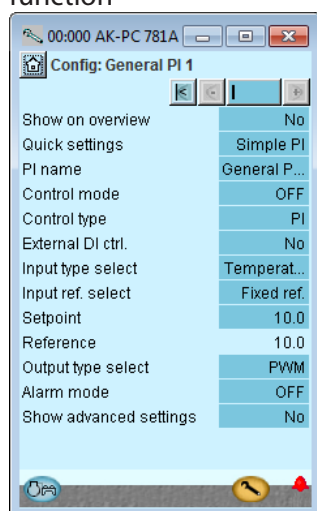 function
00:000 AK-PC 781A
Config: General PI 1
Show on overview No
Quick settings Simple PI
PI name General P...
Control mode OFF
Control type PI
External DI ctrl. No
Input type select Temperat...
Input ref. select Fixed ref.
Setpoint 10.0
Reference 10.0
Output type select PWM
Alarm mode OFF
Show advanced settings No